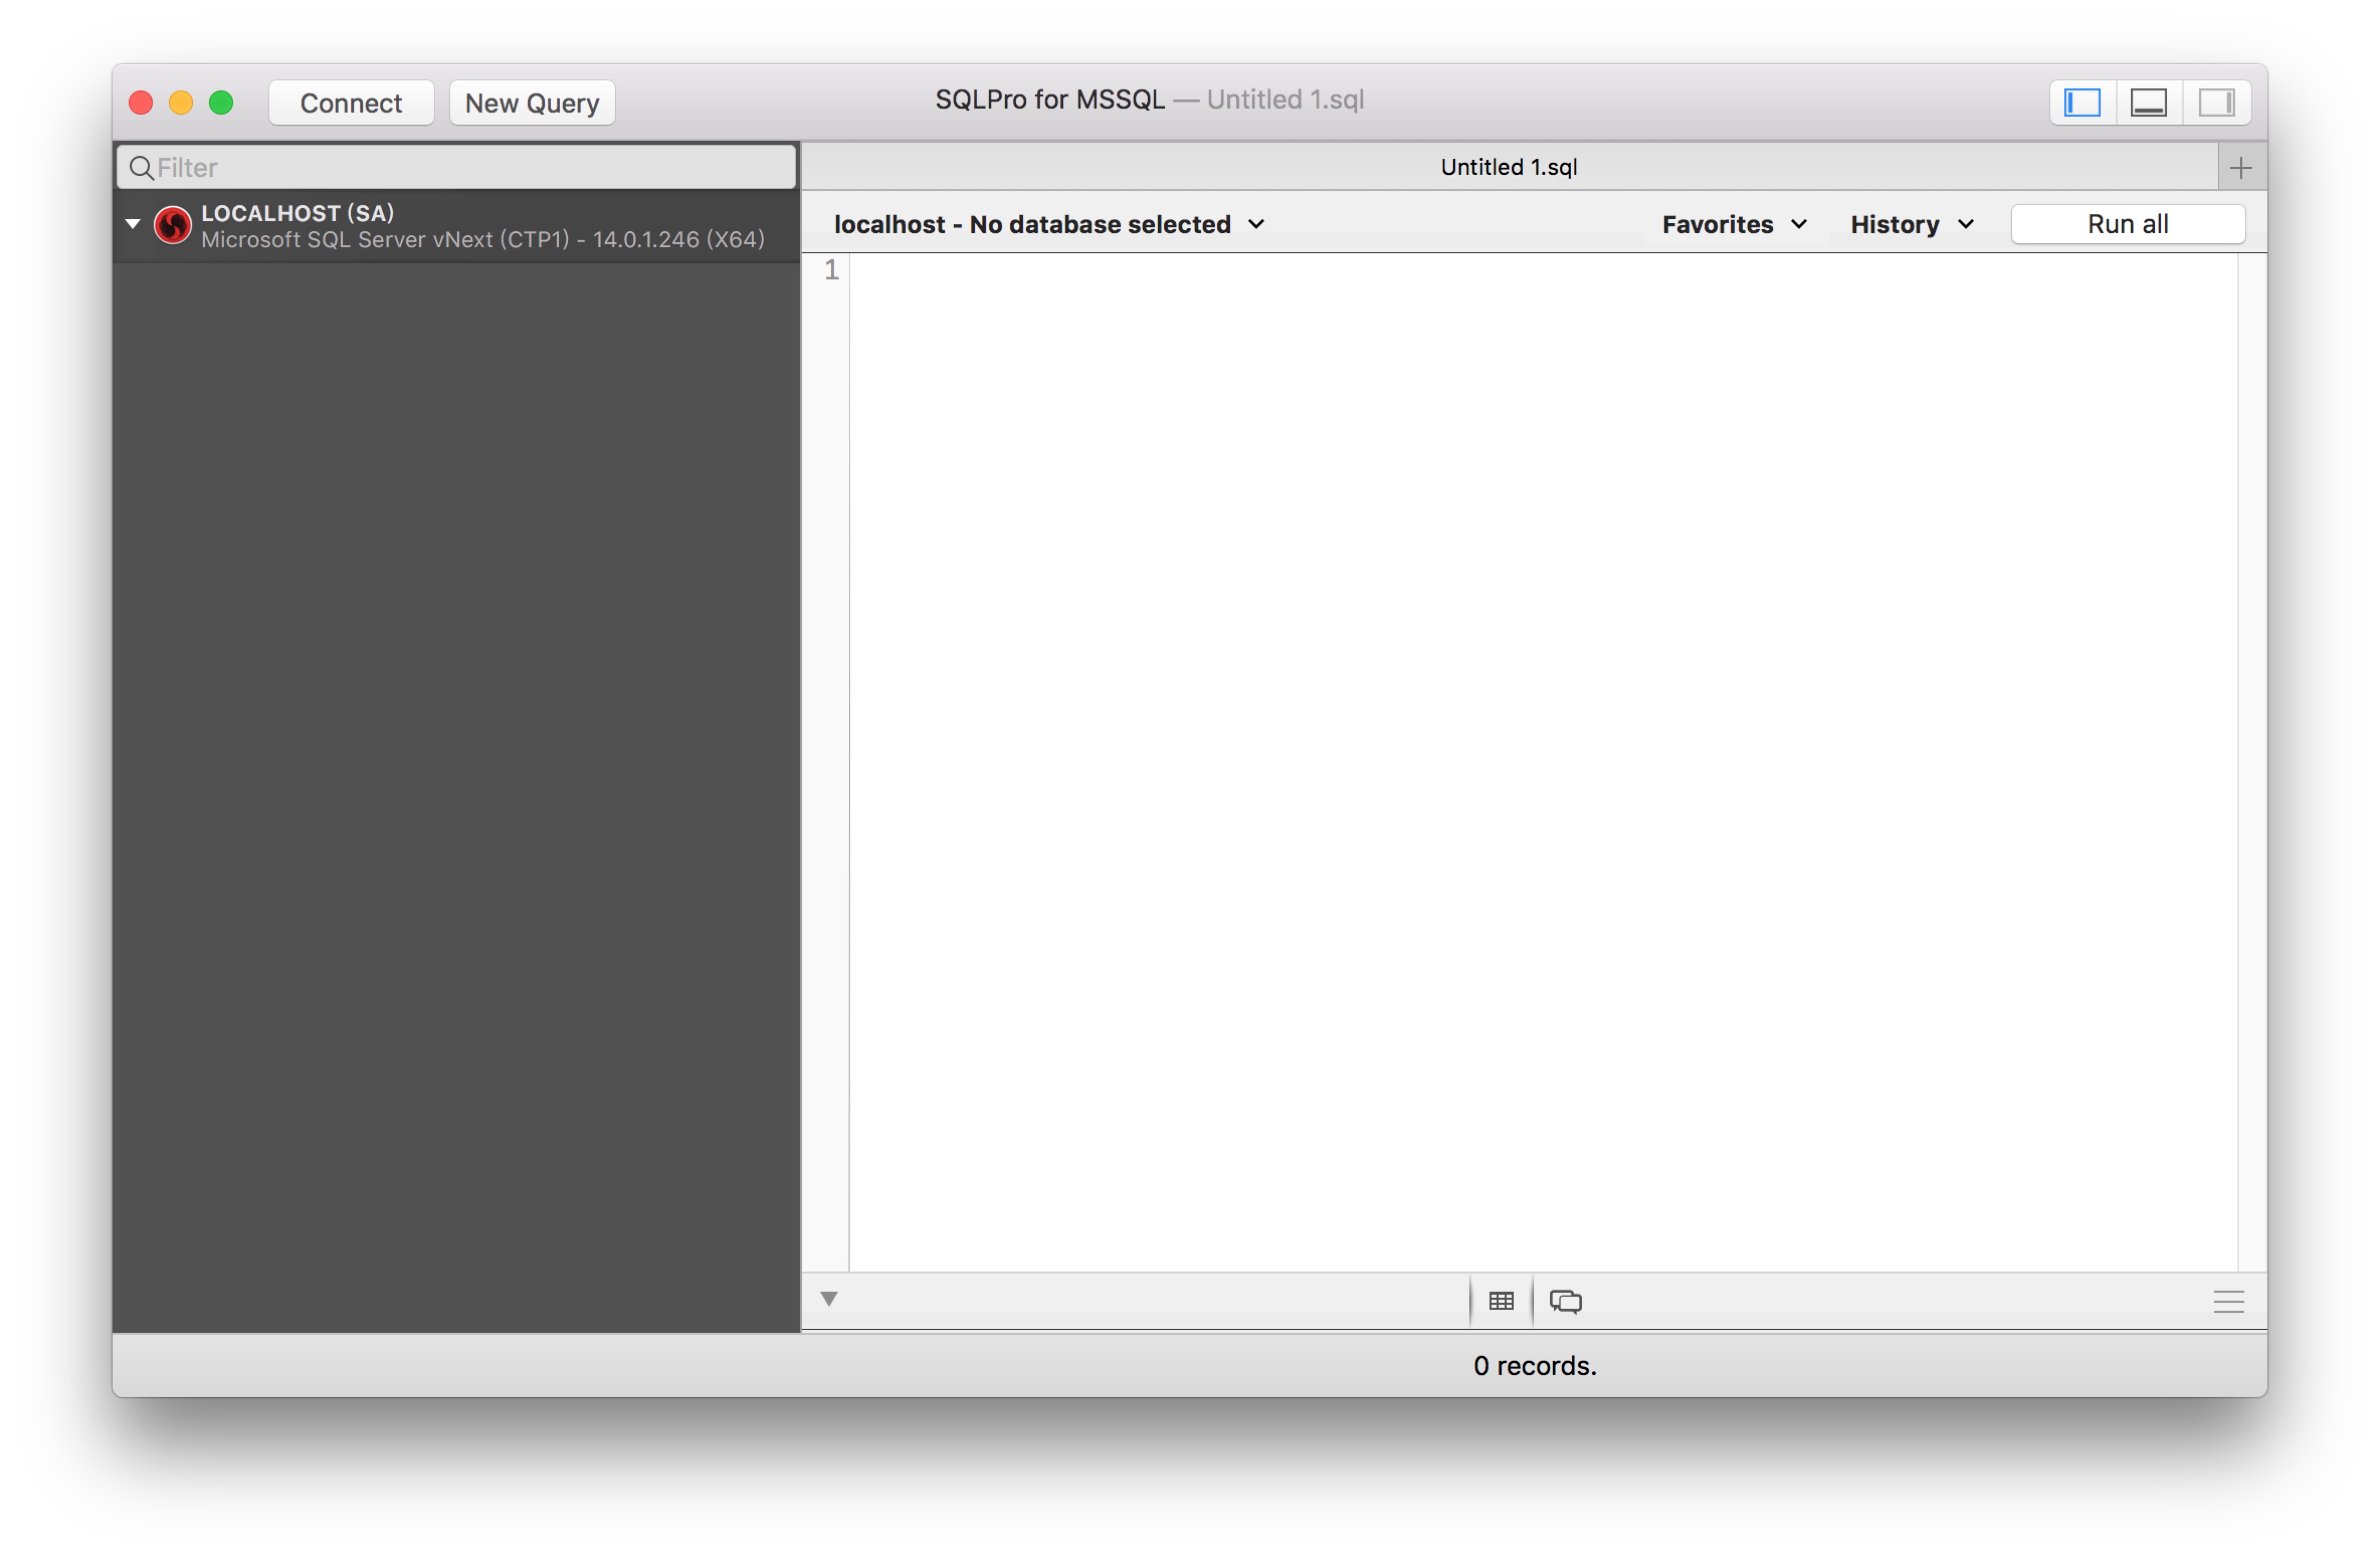 Connect
New Query
SQLPro for MSSQL — Untitled 1.sql
Filter
Untitled 1.sql
LOCALHOST (SA)
Microsoft SQL Server vNext (CTP1) - 14.0.1.246 (X64)
localhost - No database selected
Favorites
History
Run all
1
0 records.